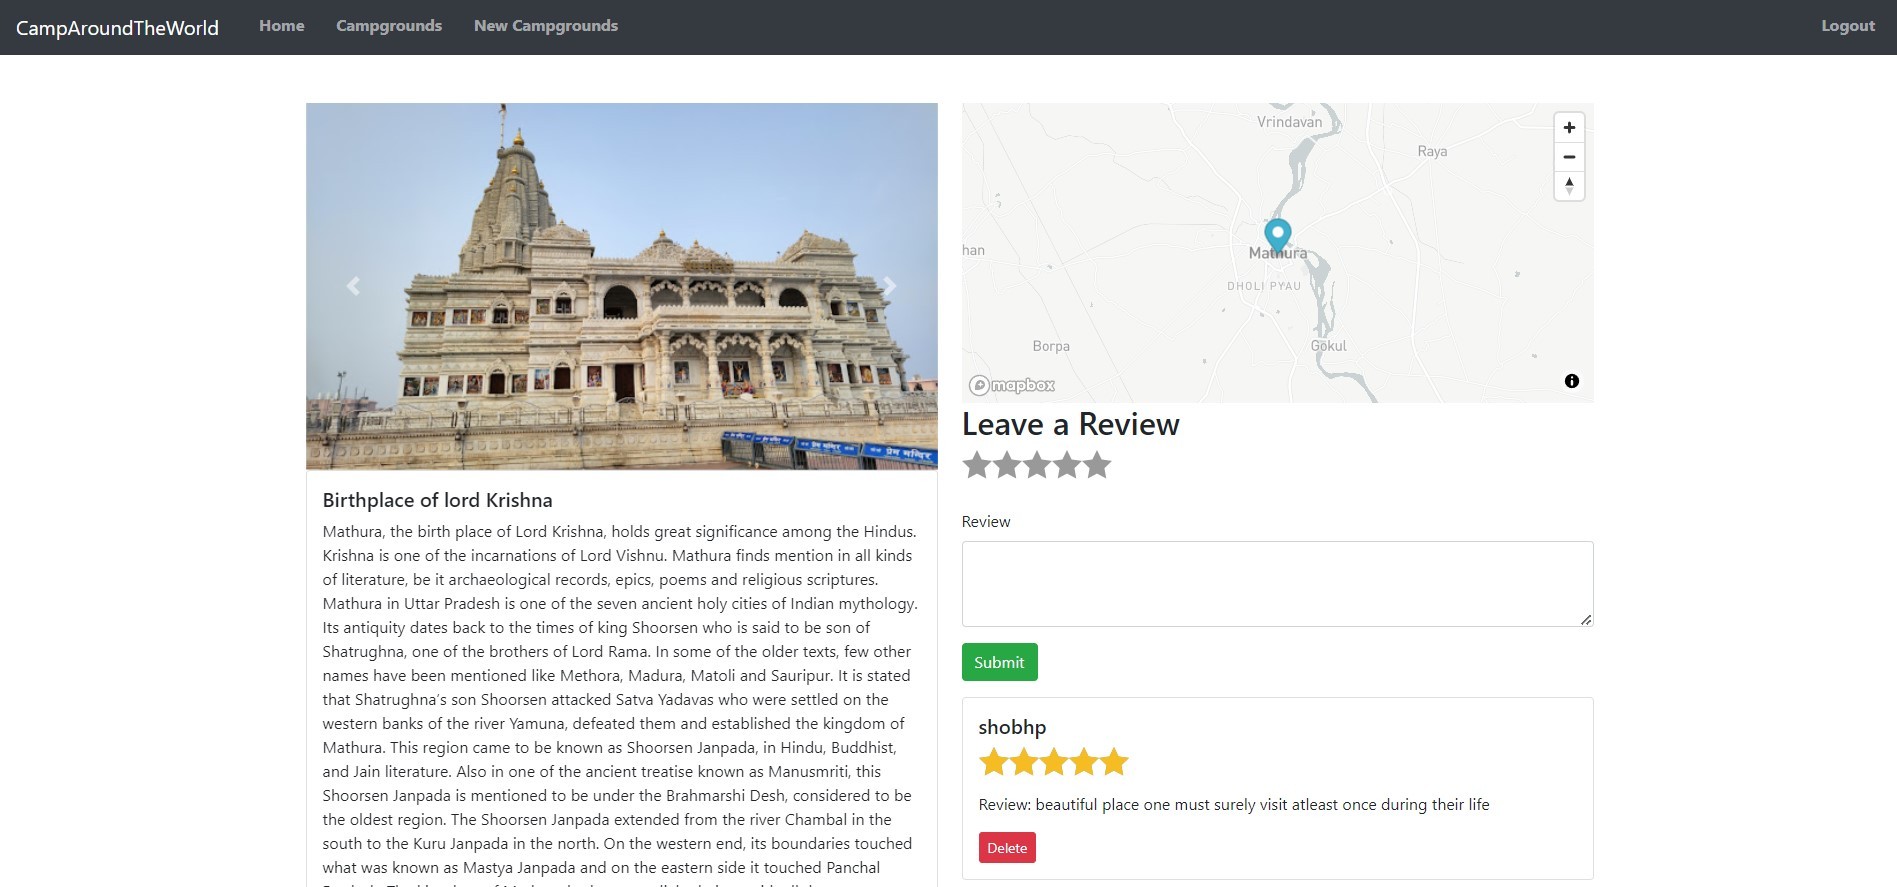 CampAroundTheWorld
Home
Campgrounds
New Campgrounds
Logout
प्रेम मन्दिर
Birthplace of lord Krishna
Mathura, the birth place of Lord Krishna, holds great significance among the Hindus.
Krishna is one of the incarnations of Lord Vishnu. Mathura finds mention in all kinds
of literature, be it archaeological records, epics, poems and religious scriptures.
Mathura in Uttar Pradesh is one of the seven ancient holy cities of Indian mythology.
Its antiquity dates back to the times of king Shoorsen who is said to be son of
Shatrughna, one of the brothers of Lord Rama. In some of the older texts, few other
names have been mentioned like Methora, Madura, Matoli and Sauripur. It is stated
that Shatrughna's son Shoorsen attacked Satva Yadavas who were settled on the
western banks of the river Yamuna, defeated them and established the kingdom of
Mathura. This region came to be known as Shoorsen Janpada, in Hindu, Buddhist,
and Jain literature. Also in one of the ancient treatise known as Manusmriti, this
Shoorsen Janpada is mentioned to be under the Brahmarshi Desh, considered to be
the oldest region. The Shoorsen Janpada extended from the river Chambal in the
south to the Kuru Janpada in the north. On the western end, its boundaries touched
what was known as Mastya Janpada and on the eastern side it touched Panchal
Vrindavan
Raya
han
Mathura
DHOLI PYAU
Borpa
Gokul
mapbox
Leave a Review
Review
Submit
shobhp
Review: beautiful place one must surely visit atleast once during their life
Delete